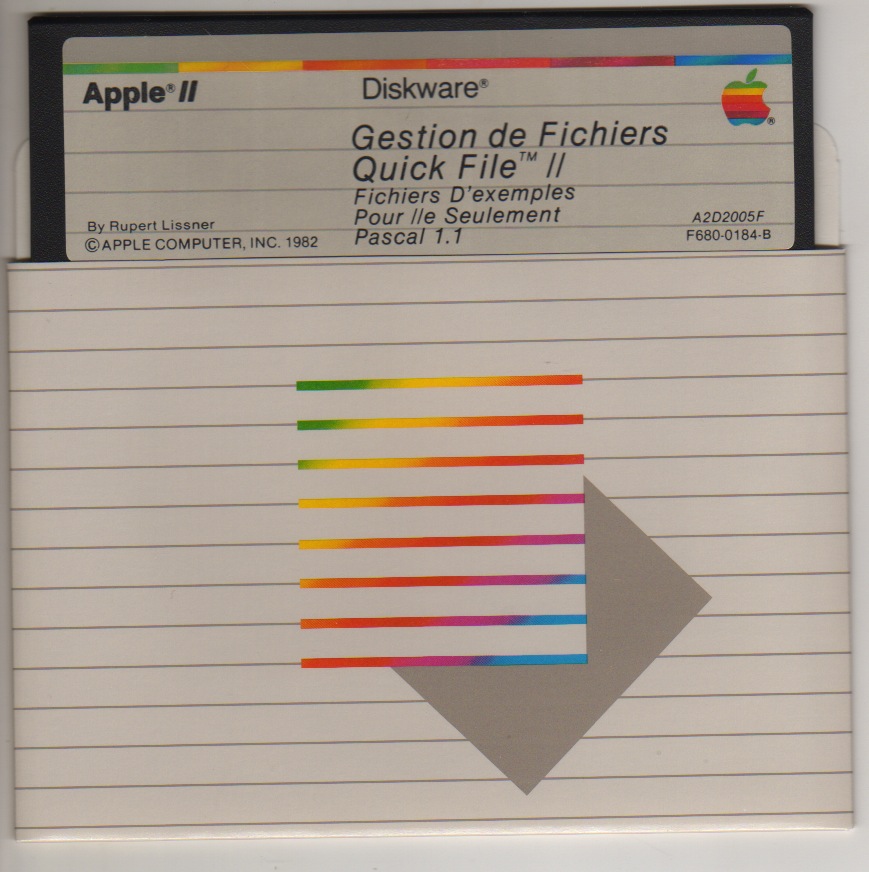 Apple® II
Diskware®
®
Gestion de Fichiers
Quick File™ //
Fichiers D'exemples
Pour //e Seulement
Pascal 1.1
By Rupert Lissner
©APPLE COMPUTER, INC. 1982
A2D2005F
F680-0184-B